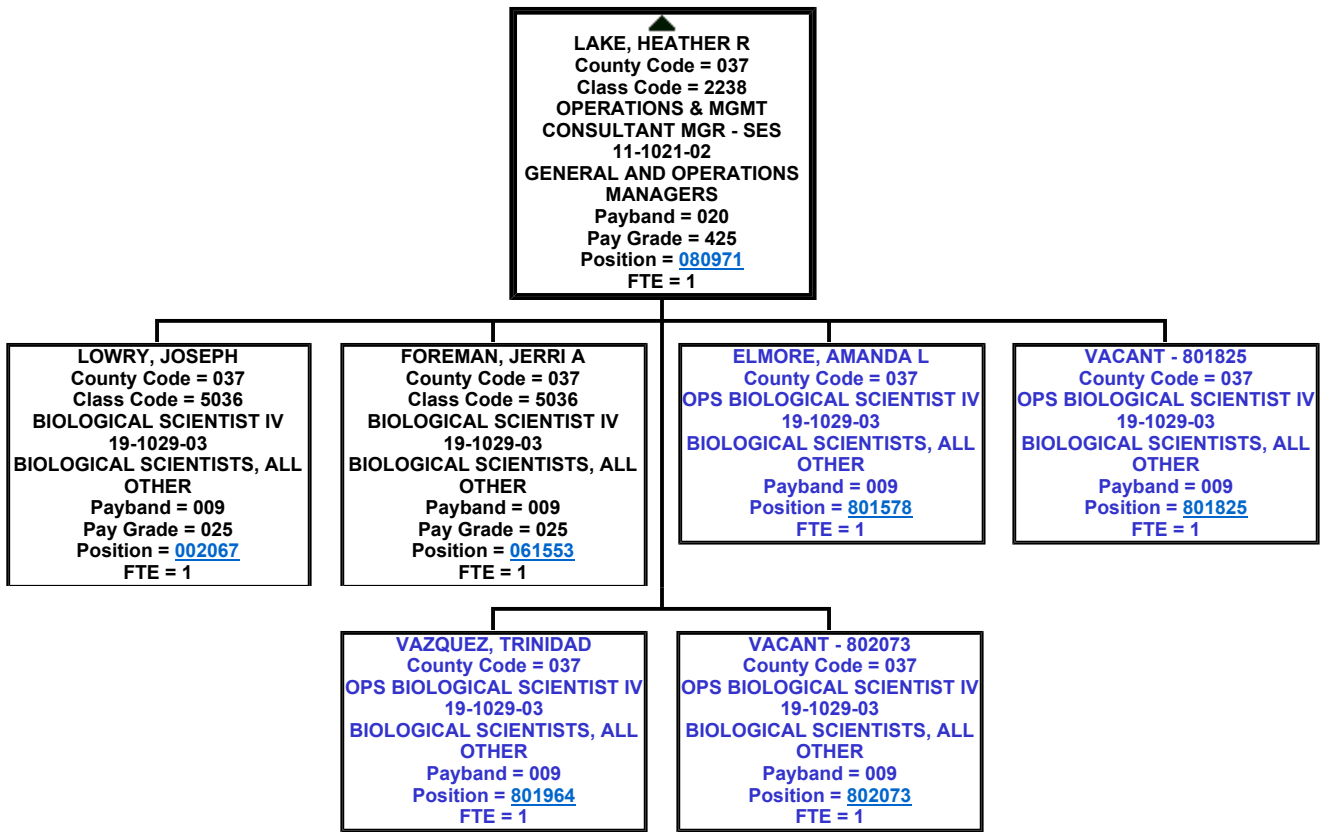 LAKE, HEATHER R
County Code = 037
Class Code = 2238
OPERATIONS & MGMT
CONSULTANT MGR - SES
11-1021-02
GENERAL AND OPERATIONS
MANAGERS
Payband = 020
Pay Grade = 425
Position = 080971
FTE = 1
LOWRY, JOSEPH
County Code = 037
Class Code = 5036
BIOLOGICAL SCIENTIST IV
19-1029-03
BIOLOGICAL SCIENTISTS, ALL
OTHER
Payband = 009
Pay Grade = 025
Position = 002067
FTE = 1
FOREMAN, JERRI A
County Code = 037
Class Code = 5036
BIOLOGICAL SCIENTIST IV
19-1029-03
BIOLOGICAL SCIENTISTS, ALL
OTHER
Payband = 009
Pay Grade = 025
Position = 061553
FTE = 1
ELMORE, AMANDA L
County Code = 037
OPS BIOLOGICAL SCIENTIST IV
19-1029-03
BIOLOGICAL SCIENTISTS, ALL
OTHER
Payband = 009
Position = 801578
FTE = 1
VACANT - 801825
County Code = 037
OPS BIOLOGICAL SCIENTIST IV
19-1029-03
BIOLOGICAL SCIENTISTS, ALL
OTHER
Payband = 009
Position = 801825
FTE = 1
VAZQUEZ, TRINIDAD
County Code = 037
OPS BIOLOGICAL SCIENTIST IV
19-1029-03
BIOLOGICAL SCIENTISTS, ALL
OTHER
Payband = 009
Position = 801964
FTE = 1
VACANT - 802073
County Code = 037
OPS BIOLOGICAL SCIENTIST IV
19-1029-03
BIOLOGICAL SCIENTISTS, ALL
OTHER
Payband = 009
Position = 802073
FTE = 1